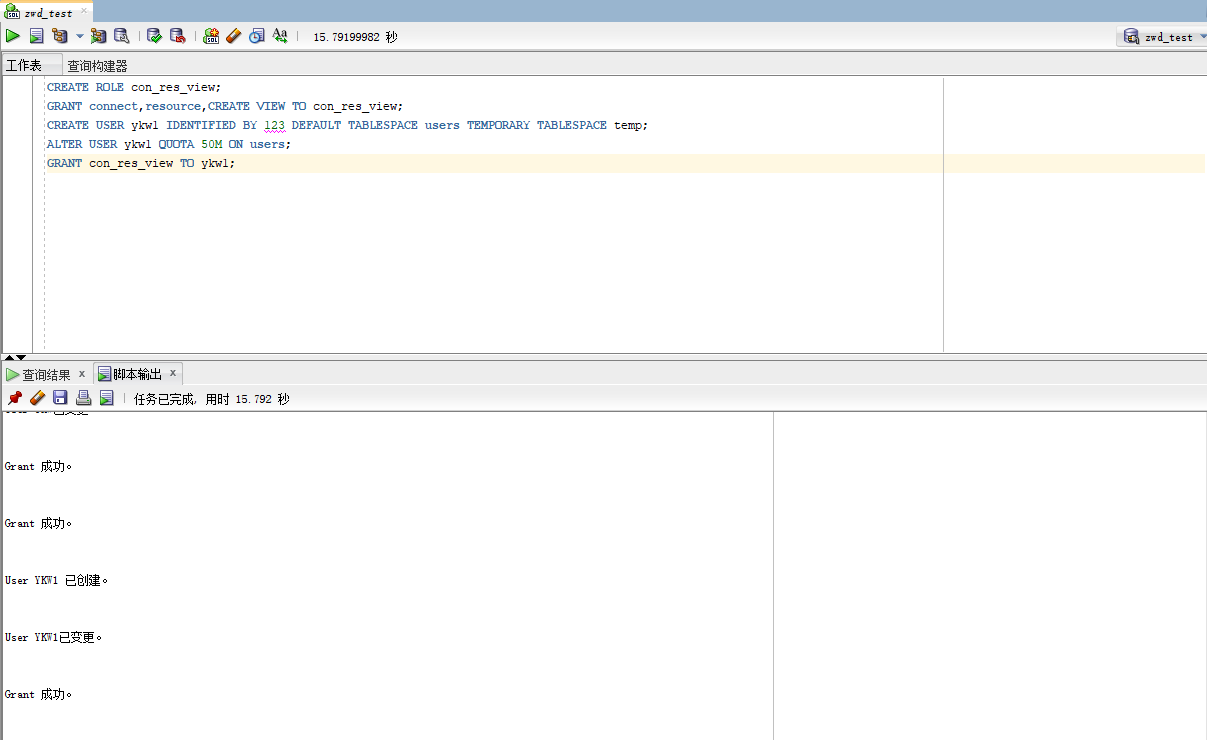 zwd_test
15.79199982 秒
zwd_test
工作表
查询构建器
CREATE ROLE con_res_view;
GRANT connect,resource,CREATE VIEW TO con_res_view;
CREATE USER ykw1 IDENTIFIED BY 123 DEFAULT TABLESPACE users TEMPORARY TABLESPACE temp;
ALTER USER ykw1 QUOTA 50M ON users;
GRANT con_res_view TO ykw1;
查询结果 x
脚本输出 x
任务已完成, 用时 15.792 秒
Grant 成功。
Grant 成功。
User YKW1 已创建。
User YKW1已变更。
Grant 成功。